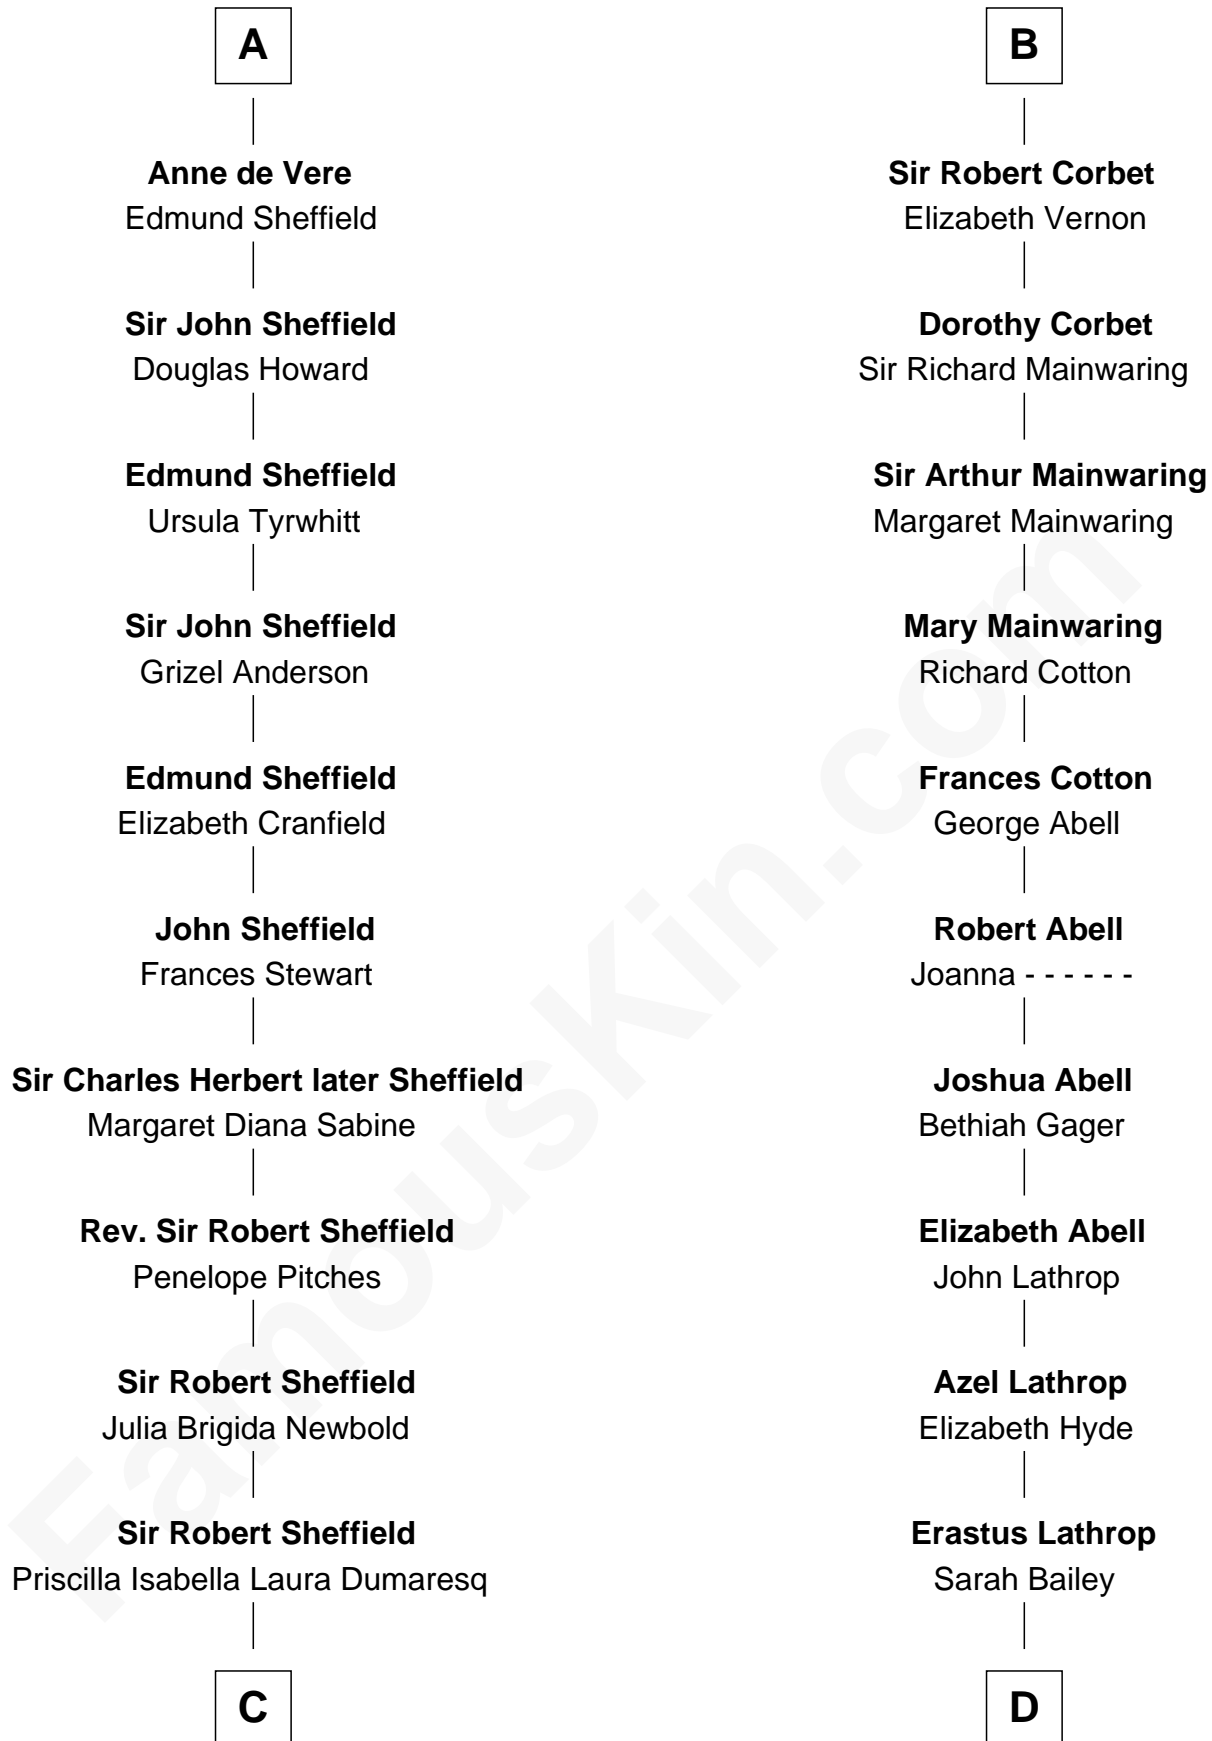 A
Anne de Vere
Edmund Sheffield
Sir John Sheffield
Douglas Howard
Edmund Sheffield
Ursula Tyrwhitt
Sir John Sheffield
Grizel Anderson
Edmund Sheffield
Elizabeth Cranfield
John Sheffield
Frances Stewart
Sir Charles Herbert later Sheffield
Margaret Diana Sabine
Rev. Sir Robert Sheffield
Penelope Pitches
Sir Robert Sheffield
Julia Brigida Newbold
Sir Robert Sheffield
Priscilla Isabella Laura Dumaresq
C
B
Sir Robert Corbet
Elizabeth Vernon
Dorothy Corbet
Sir Richard Mainwaring
Sir Arthur Mainwaring
Margaret Mainwaring
Mary Mainwaring
Richard Cotton
Frances Cotton
George Abell
Robert Abell
Joanna - - - - - -
Joshua Abell
Bethiah Gager
Elizabeth Abell
John Lathrop
Azel Lathrop
Elizabeth Hyde
Erastus Lathrop
Sarah Bailey
D
FamousKin.com